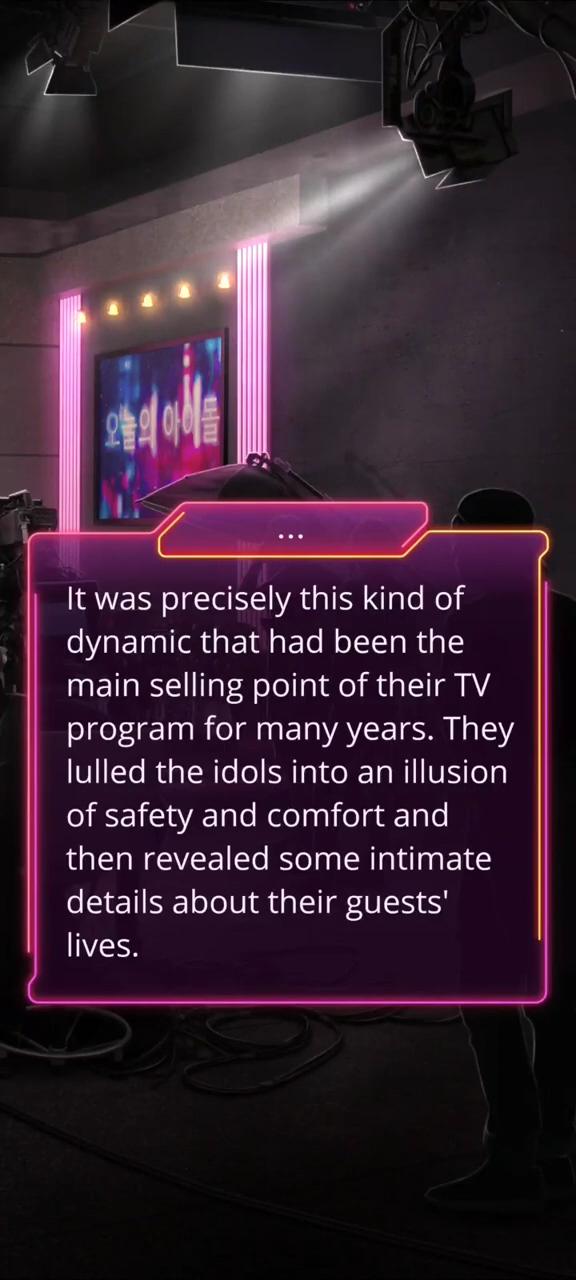 오늘의 아이돌
...
It was precisely this kind of
dynamic that had been the
main selling point of their TV
program for many years. They
lulled the idols into an illusion
of safety and comfort and
then revealed some intimate
details about their guests'
lives.